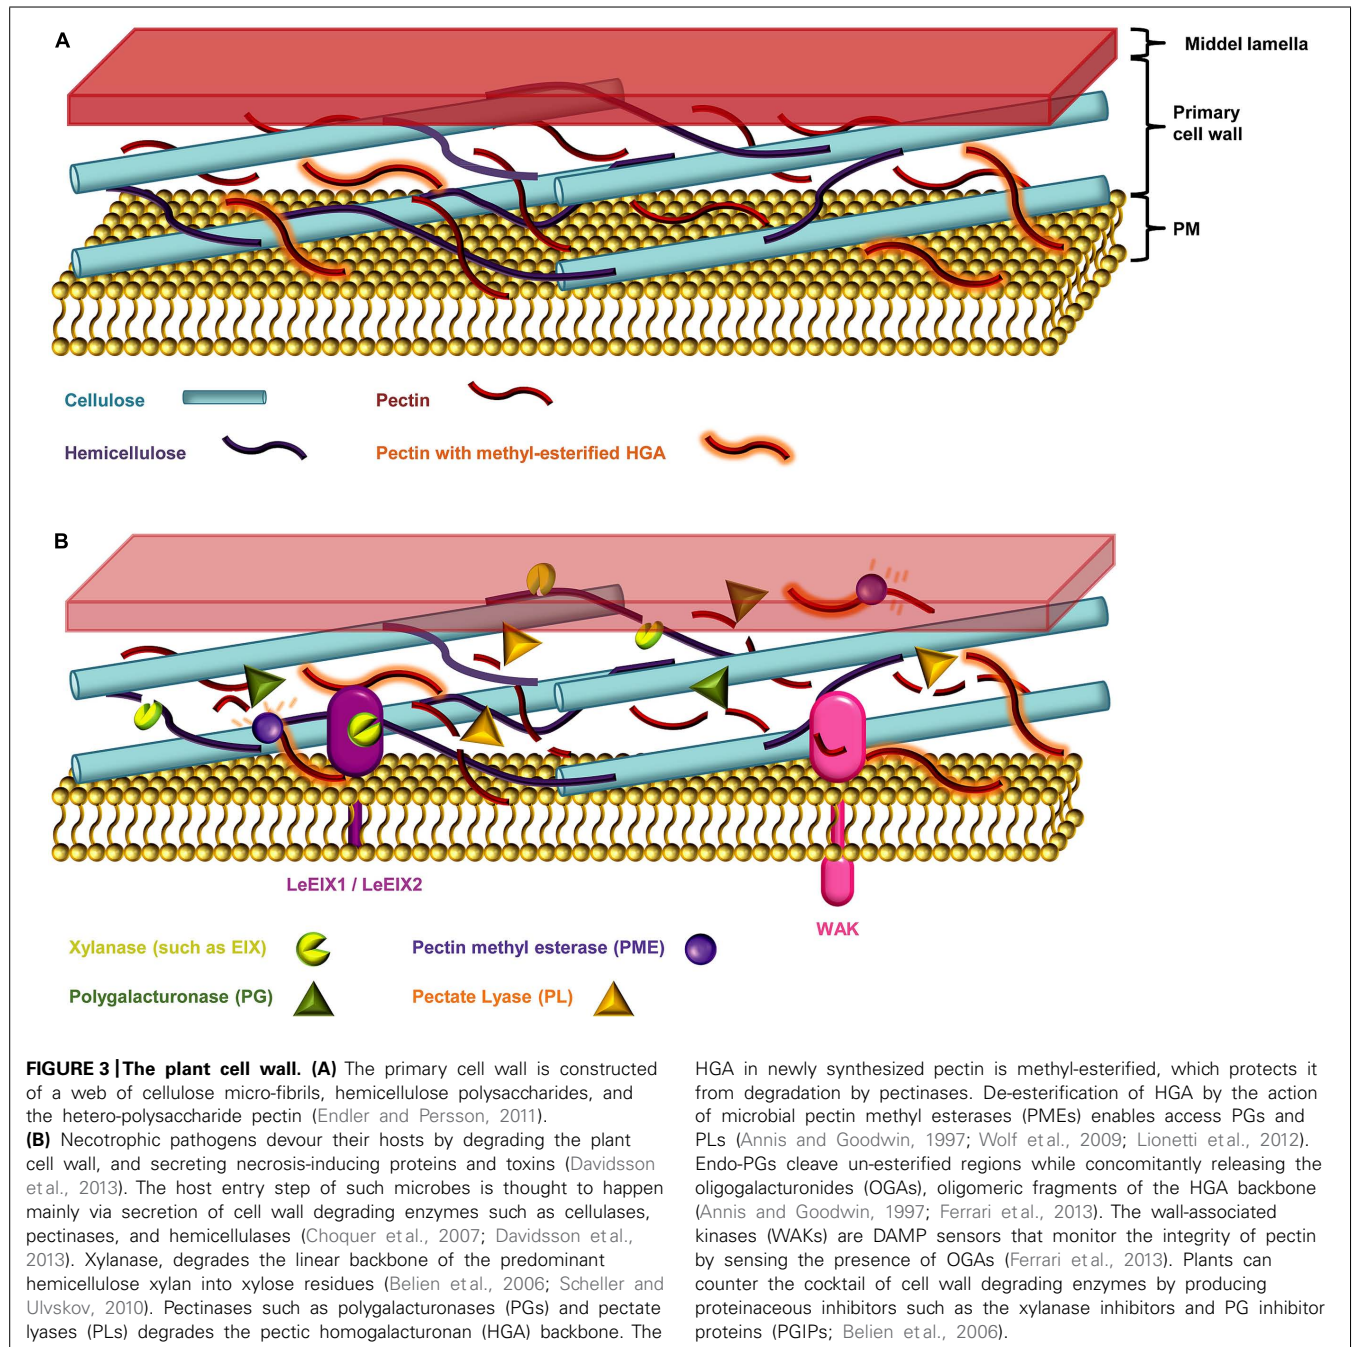 A
Middel lamella
Primary
cell wall
PM
Cellulose
Pectin
Hemicellulose
Pectin with methyl-esterified HGA
B
LeEIX1 / LeEIX2
WAK
Xylanase (such as EIX)
Pectin methyl esterase (PME)
Polygalacturonase (PG)
Pectate Lyase (PL)
FIGURE 3 | The plant cell wall. (A) The primary cell wall is constructed
of a web of cellulose micro-fibrils, hemicellulose polysaccharides, and
the hetero-polysaccharide pectin (Endler and Persson, 2011).
(B) Necotrophic pathogens devour their hosts by degrading the plant
cell wall, and secreting necrosis-inducing proteins and toxins (Davidsson
et al., 2013). The host entry step of such microbes is thought to happen
mainly via secretion of cell wall degrading enzymes such as cellulases,
pectinases, and hemicellulases (Choquer et al., 2007; Davidsson et al.,
2013). Xylanase, degrades the linear backbone of the predominant
hemicellulose xylan into xylose residues (Belien et al., 2006; Scheller and
Ulvskov, 2010). Pectinases such as polygalacturonases (PGs) and pectate
lyases (PLs) degrades the pectic homogalacturonan (HGA) backbone. The
HGA in newly synthesized pectin is methyl-esterified, which protects it
from degradation by pectinases. De-esterification of HGA by the action
of microbial pectin methyl esterases (PMEs) enables access PGs and
PLs (Annis and Goodwin, 1997; Wolf et al., 2009; Lionetti et al., 2012).
Endo-PGs cleave un-esterified regions while concomitantly releasing the
oligogalacturonides (OGAs), oligomeric fragments of the HGA backbone
(Annis and Goodwin, 1997; Ferrari et al., 2013). The wall-associated
kinases (WAKs) are DAMP sensors that monitor the integrity of pectin
by sensing the presence of OGAs (Ferrari et al., 2013). Plants can
counter the cocktail of cell wall degrading enzymes by producing
proteinaceous inhibitors such as the xylanase inhibitors and PG inhibitor
proteins (PGIPs; Belien et al., 2006).